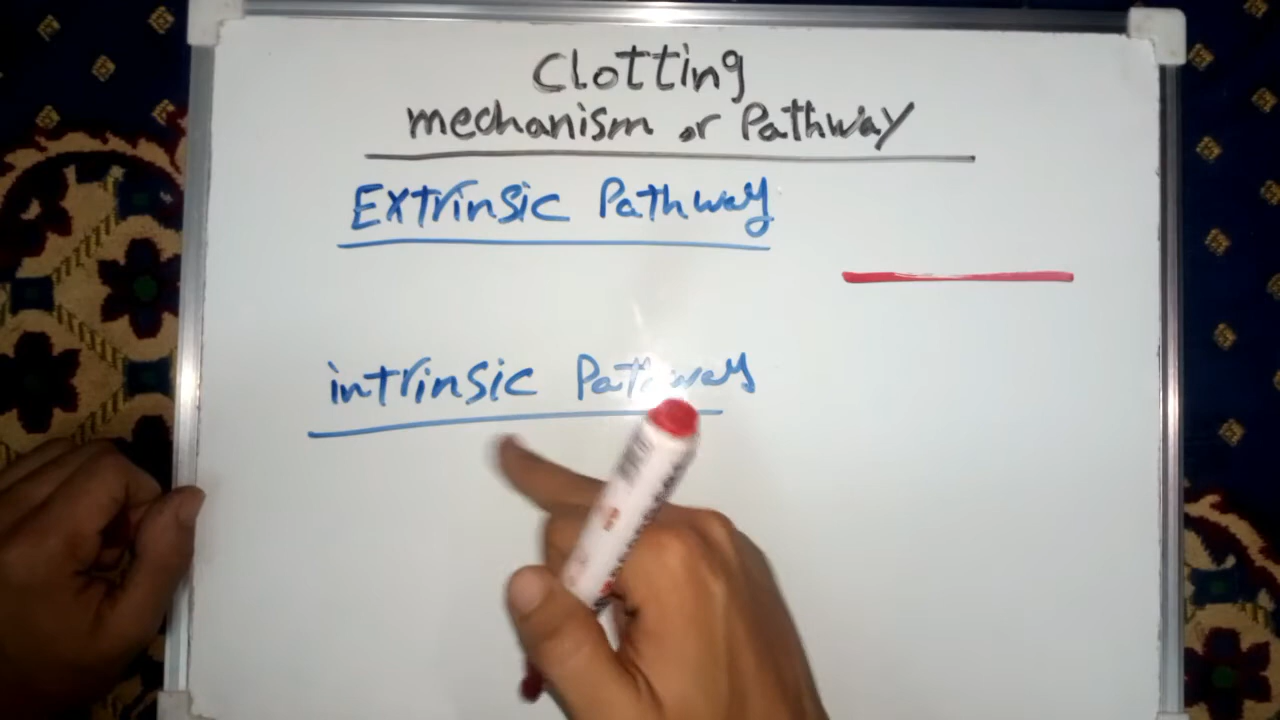 Clotting
mechanism or Pathway
Extrinsic Pathway
intrinsic Pathway